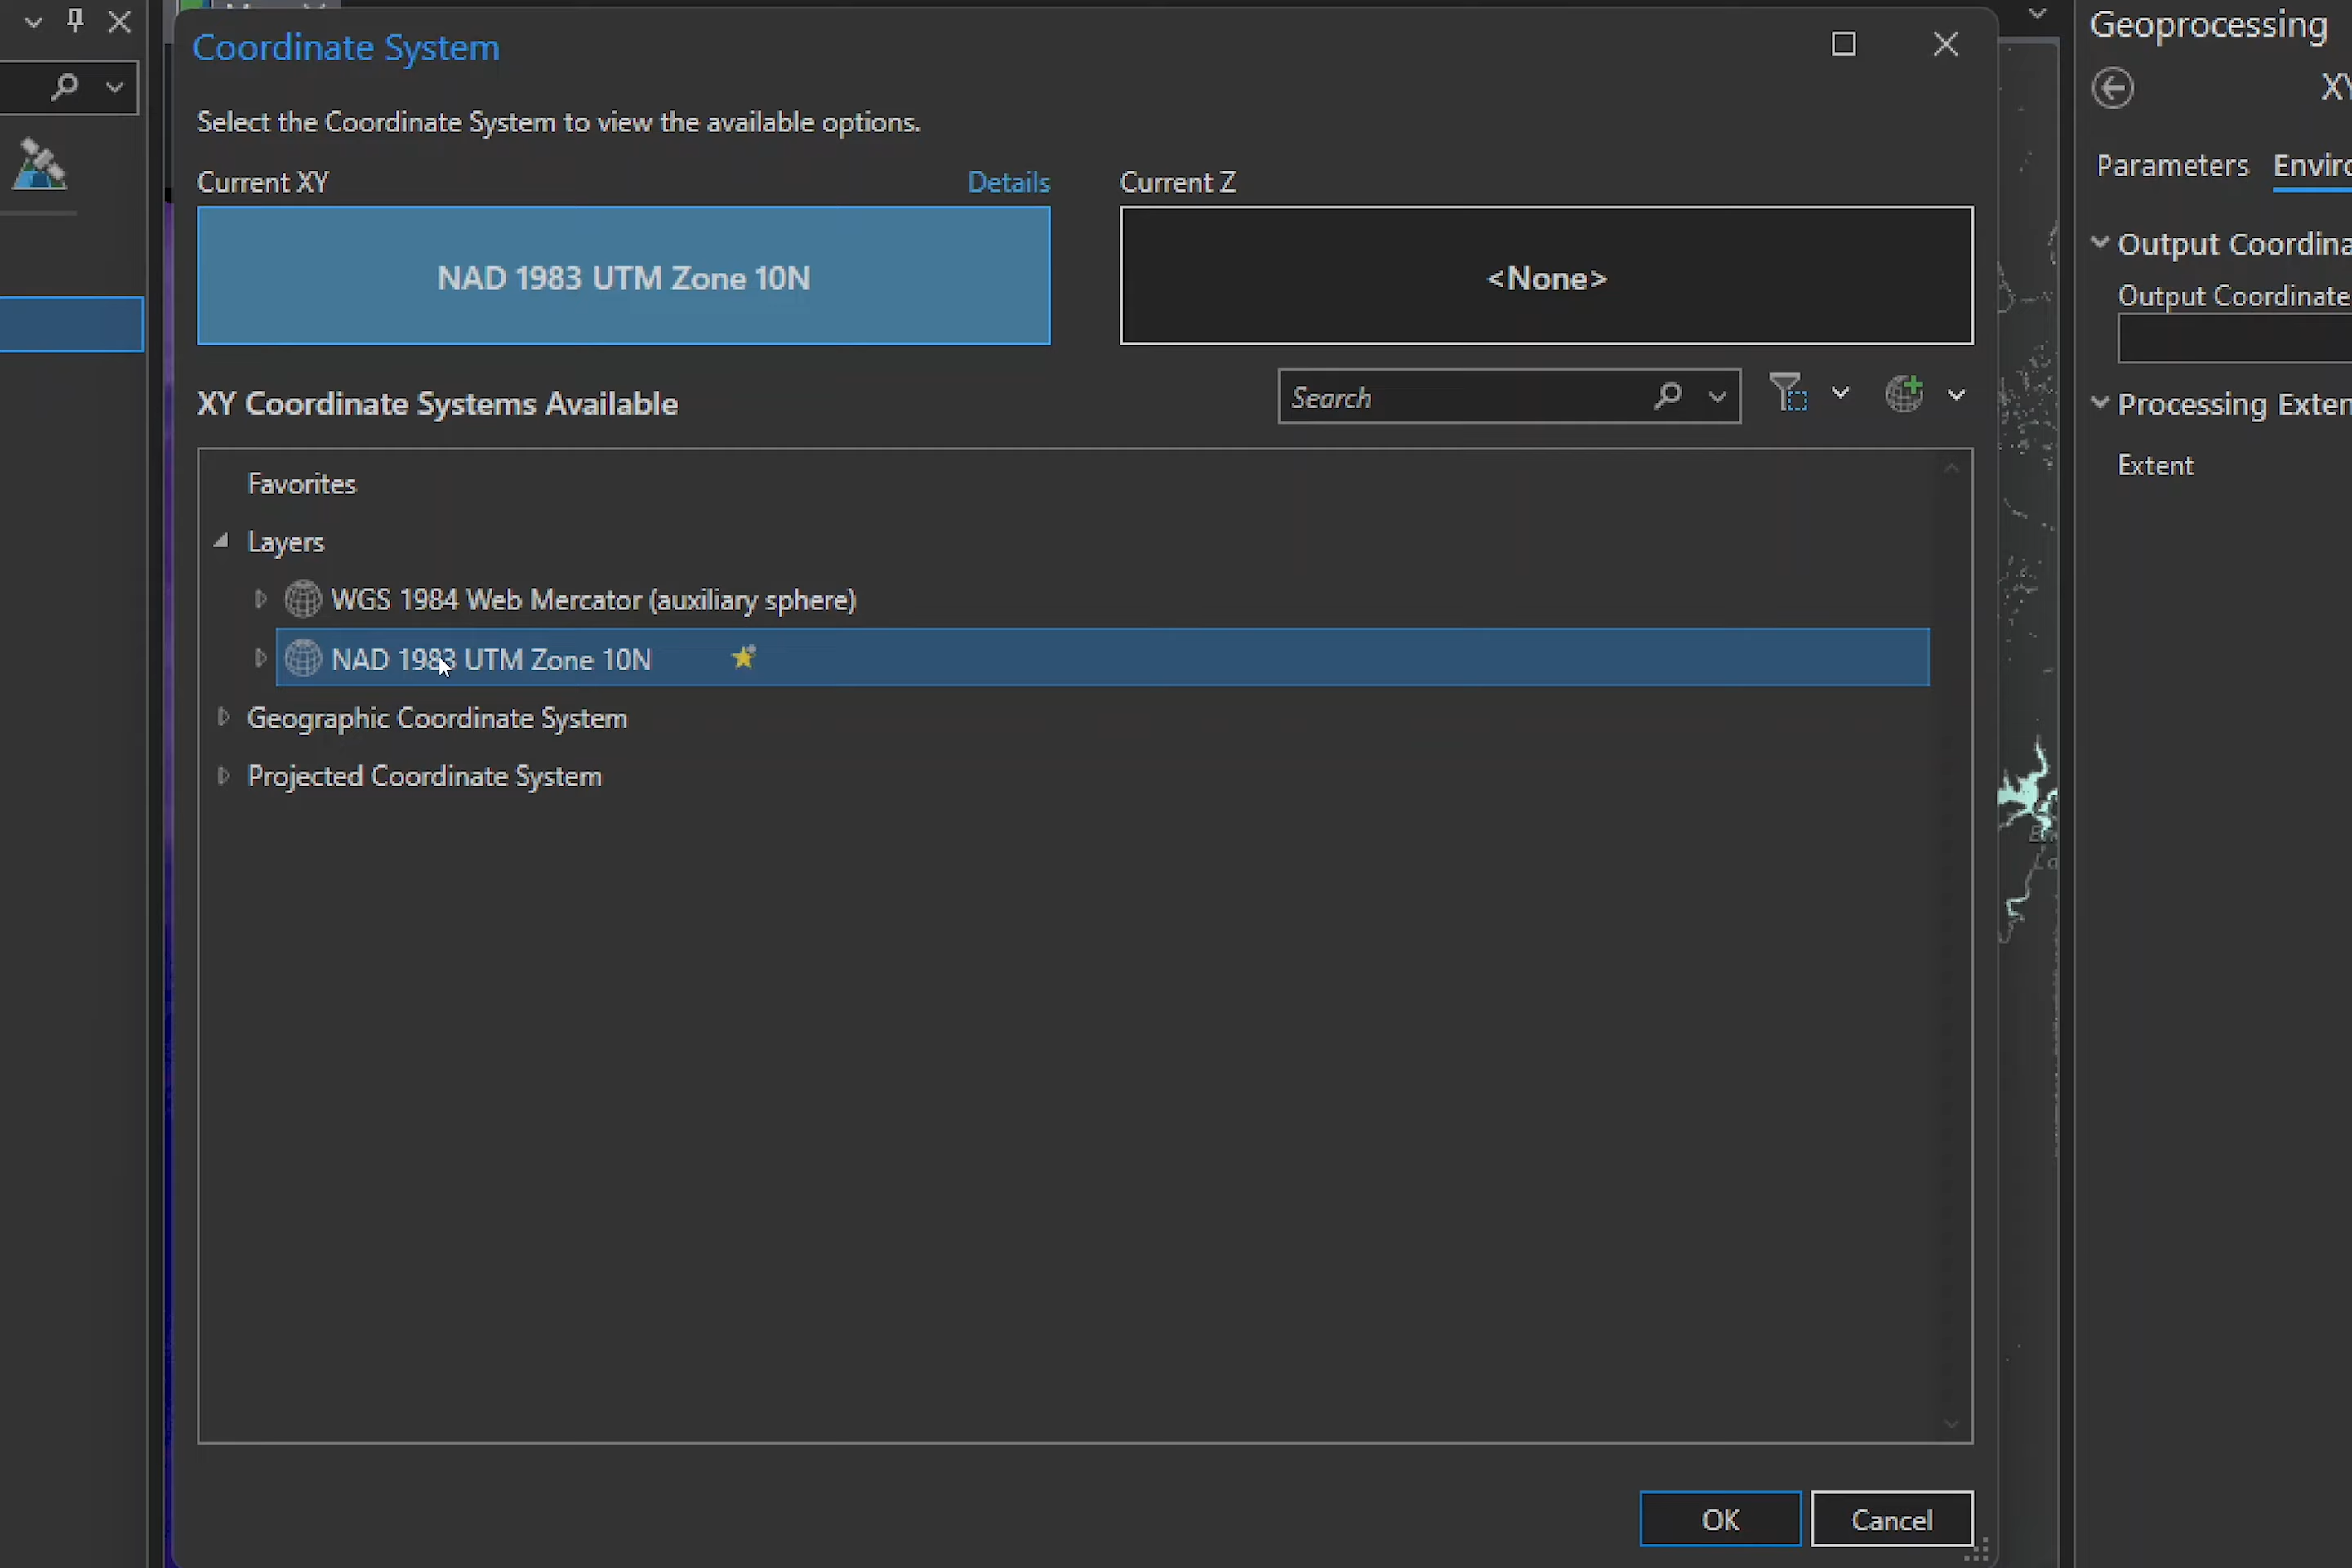 Coordinate System
Select the Coordinate System to view the available options.
Current XY
Details
Current Z
NAD 1983 UTM Zone 10N
<None>
XY Coordinate Systems Available
Search
Favorites
Layers
WGS 1984 Web Mercator (auxiliary sphere)
NAD 1983 UTM Zone 10N
Geographic Coordinate System
Projected Coordinate System
OK
Cancel
Geoprocessing
XY
Parameters
Enviro
Output Coordina
Output Coordinate
Processing Exten
Extent